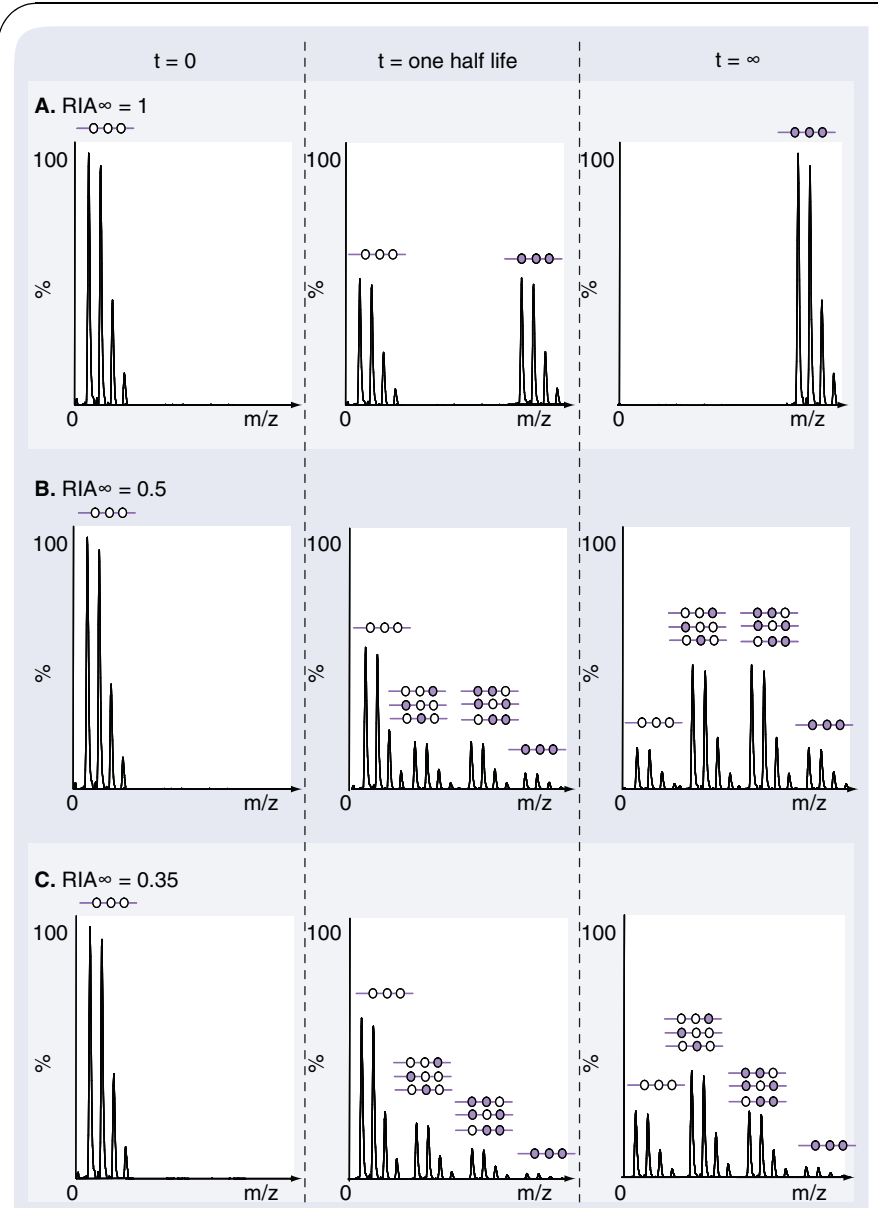 t = 0
t = one half life
t = ∞
A. RIA∞ = 1
100
%
0
m/z
100
%
0
m/z
100
%
0
m/z
B. RIA∞ = 0.5
100
%
0
m/z
100
%
0
m/z
100
%
0
m/z
C. RIA∞ = 0.35
100
%
0
m/z
100
%
0
m/z
100
%
0
m/z